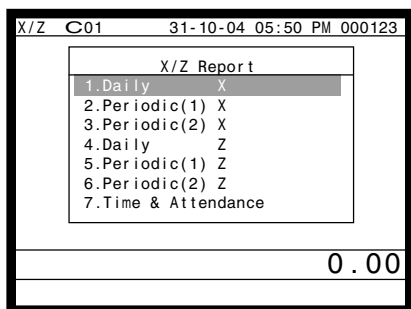 X/Z C01 31-10-04 05:50 PM 000123
X/Z Report
1.Daily X
2.Periodic(1) X
3.Periodic(2) X
4.Daily Z
5.Periodic(1) Z
6.Periodic(2) Z
7.Time & Attendance
0.00